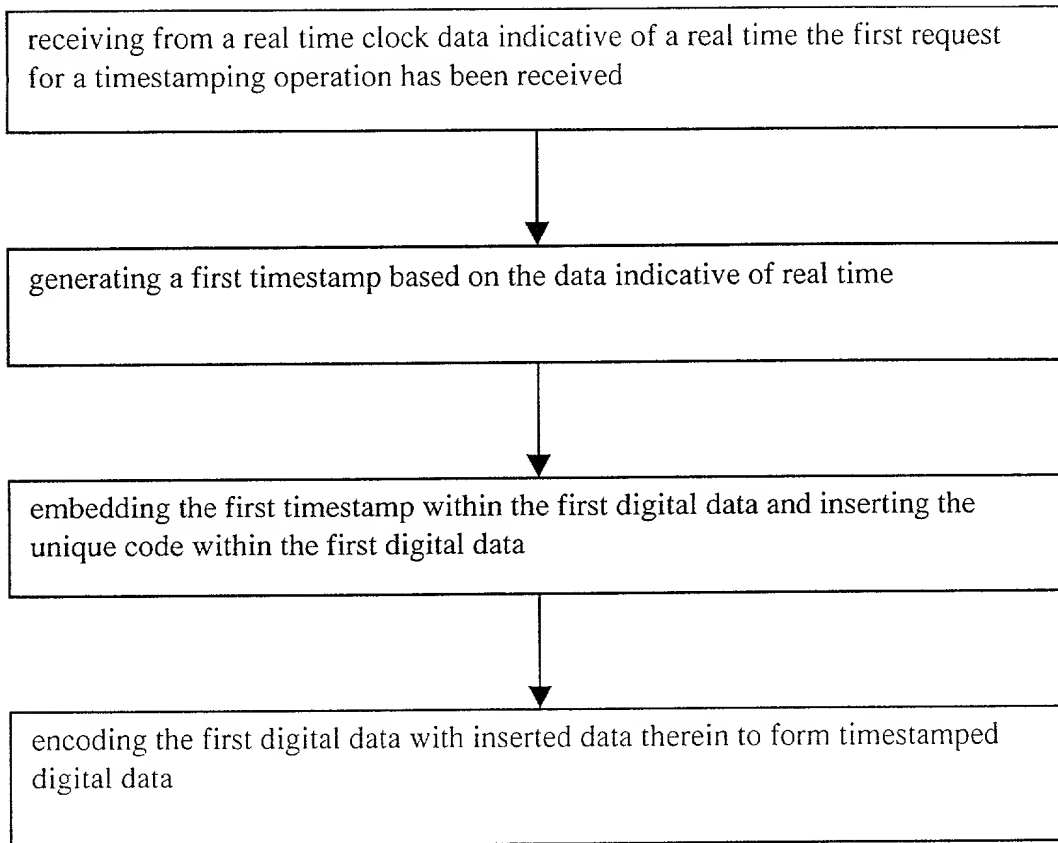 receiving from a real time clock data indicative of a real time the first request
for a timestamping operation has been received
generating a first timestamp based on the data indicative of real time
embedding the first timestamp within the first digital data and inserting the
unique code within the first digital data
encoding the first digital data with inserted data therein to form timestamped
digital data